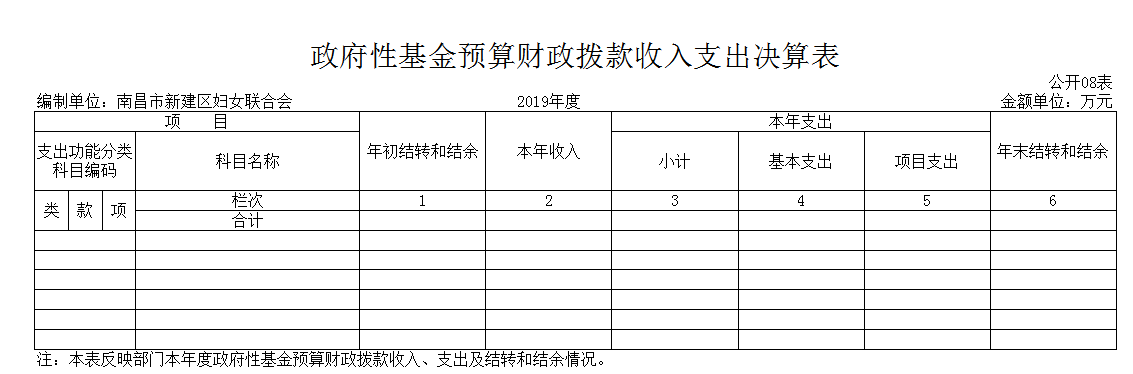 政府性基金预算财政拨款收入支出决算表
公开08表
编制单位：南昌市新建区妇女联合会 2019年度 金额单位：万元
项 目 年初结转和结余 本年收入 本年支出 年末结转和结余
支出功能分类科目编码 科目名称 小计 基本支出 项目支出
类 款 项 栏次 1 2 3 4 5 6
合计
注：本表反映部门本年度政府性基金预算财政拨款收入、支出及结转和结余情况。